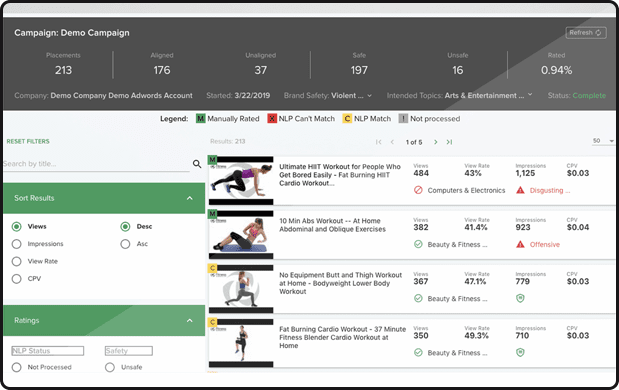 Campaign: Demo Campaign
Refresh
Placements Aligned Unaligned Safe Unsafe Rated
213 176 37 197 16 0.94%
Company: Demo Company Demo Adwords Account Started: 3/22/2019 Brand Safety: Violent ... Intended Topics: Arts & Entertainment ... Status: Complete
Legend: M Manually Rated X NLP Can't Match C NLP Match ! Not processed
RESET FILTERS
Results: 213 1 of 5 50
Search by title...
Sort Results
Views Desc
Impressions Asc
View Rate
CPV
Ratings
NLP Status Safety
Not Processed Unsafe
M
Ultimate HIIT Workout for People Who
Get Bored Easily - Fat Burning HIIT
Cardio Workout...
Views View Rate Impressions CPV
484 43% 1,125 $0.03
Computers & Electronics Disgusting ...
M
10 Min Abs Workout -- At Home
Abdominal and Oblique Exercises
Views View Rate Impressions CPV
382 41.4% 923 $0.04
Beauty & Fitness ... Offensive
C
No Equipment Butt and Thigh Workout
at Home - Bodyweight Lower Body
Workout
Views View Rate Impressions CPV
367 47.1% 779 $0.03
Beauty & Fitness ...
C
Fat Burning Cardio Workout - 37 Minute
Fitness Blender Cardio Workout at
Home
Views View Rate Impressions CPV
350 49.3% 710 $0.03
Beauty & Fitness ...